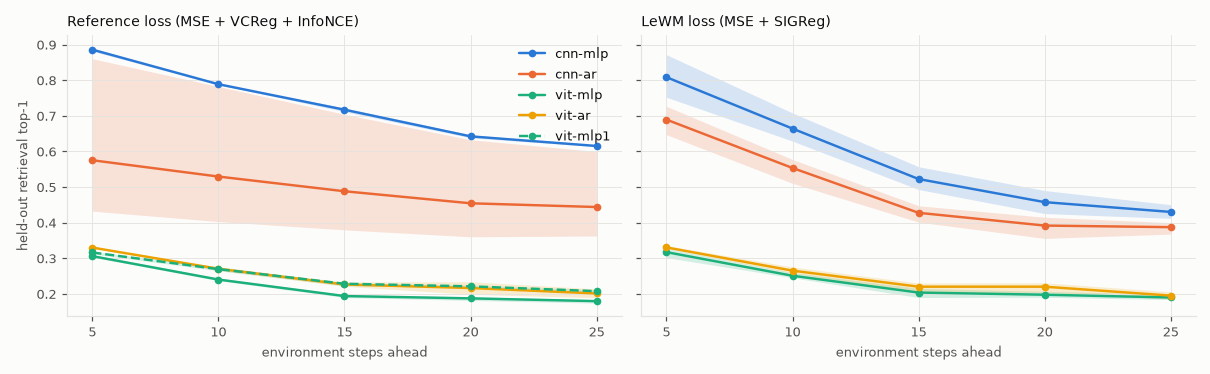 Reference loss (MSE + VCReg + InfoNCE)
LeWM loss (MSE + SIGReg)
held-out retrieval top-1
0.9
0.8
0.7
0.6
0.5
0.4
0.3
0.2
cnn-mlp
cnn-ar
vit-mlp
vit-ar
vit-mlp1
5 10 15 20 25
environment steps ahead
5 10 15 20 25
environment steps ahead